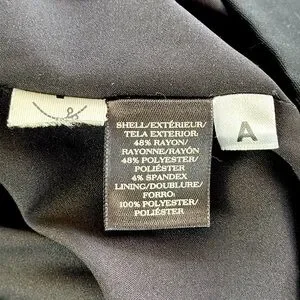 SHELL/EXTÉRIEUR/
TELA EXTERIOR:
48% RAYON/
RAYONNE/RAYÓN
48% POLYESTER/
POLIÉSTER
4% SPANDEX
LINING/DOUBLURE/
FORRO:
100% POLYESTER/
POLIÉSTER
A